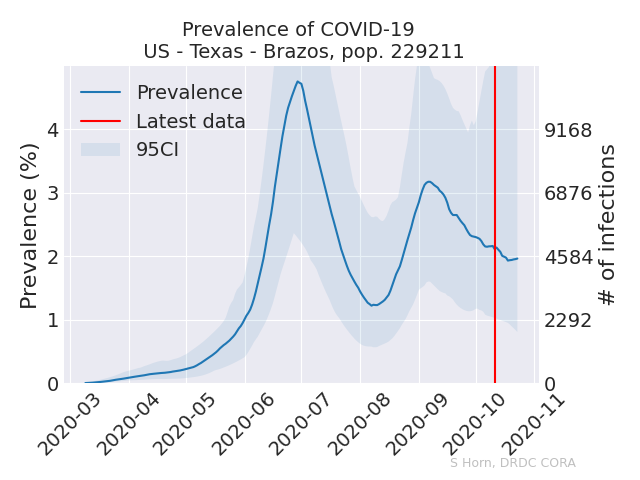 Prevalence of COVID-19
US - Texas - Brazos, pop. 229211
Prevalence
Latest data
95CI
Prevalence (%)
4
3
2
1
0
9168
6876
4584
2292
0
# of infections
2020-03
2020-04
2020-05
2020-06
2020-07
2020-08
2020-09
2020-10
2020-11
S Horn, DRDC CORA